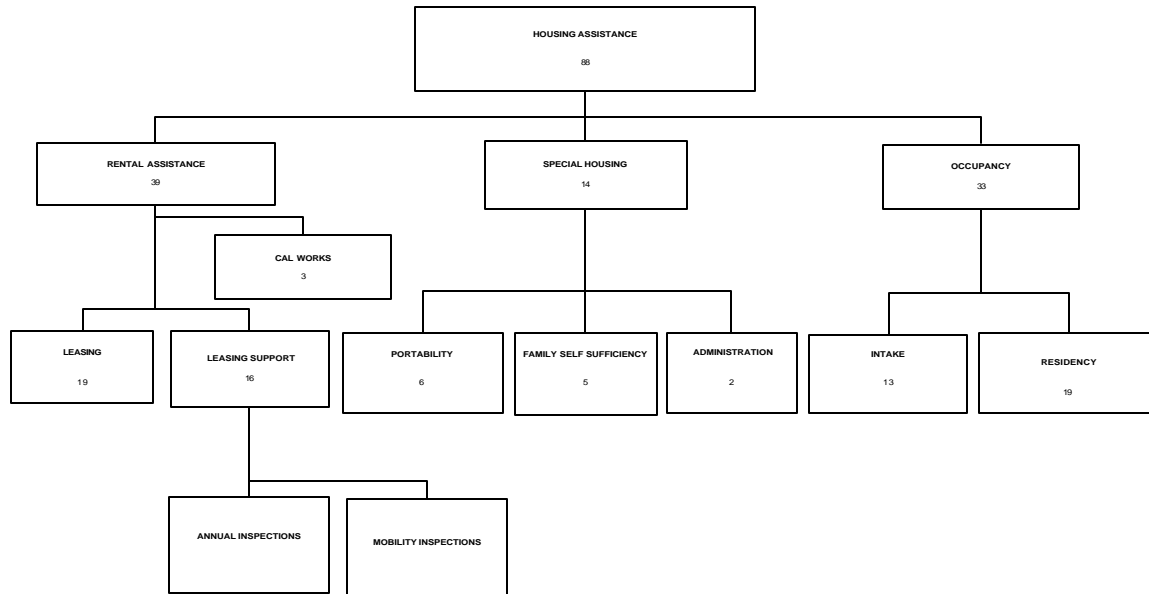 HOUSING ASSISTANCE
88
RENTAL ASSISTANCE
39
SPECIAL HOUSING
14
OCCUPANCY
33
CAL WORKS
3
LEASING
19
LEASING SUPPORT
16
PORTABILITY
6
FAMILY SELF SUFFICIENCY
5
ADMINISTRATION
2
INTAKE
13
RESIDENCY
19
ANNUAL INSPECTIONS
MOBILITY INSPECTIONS